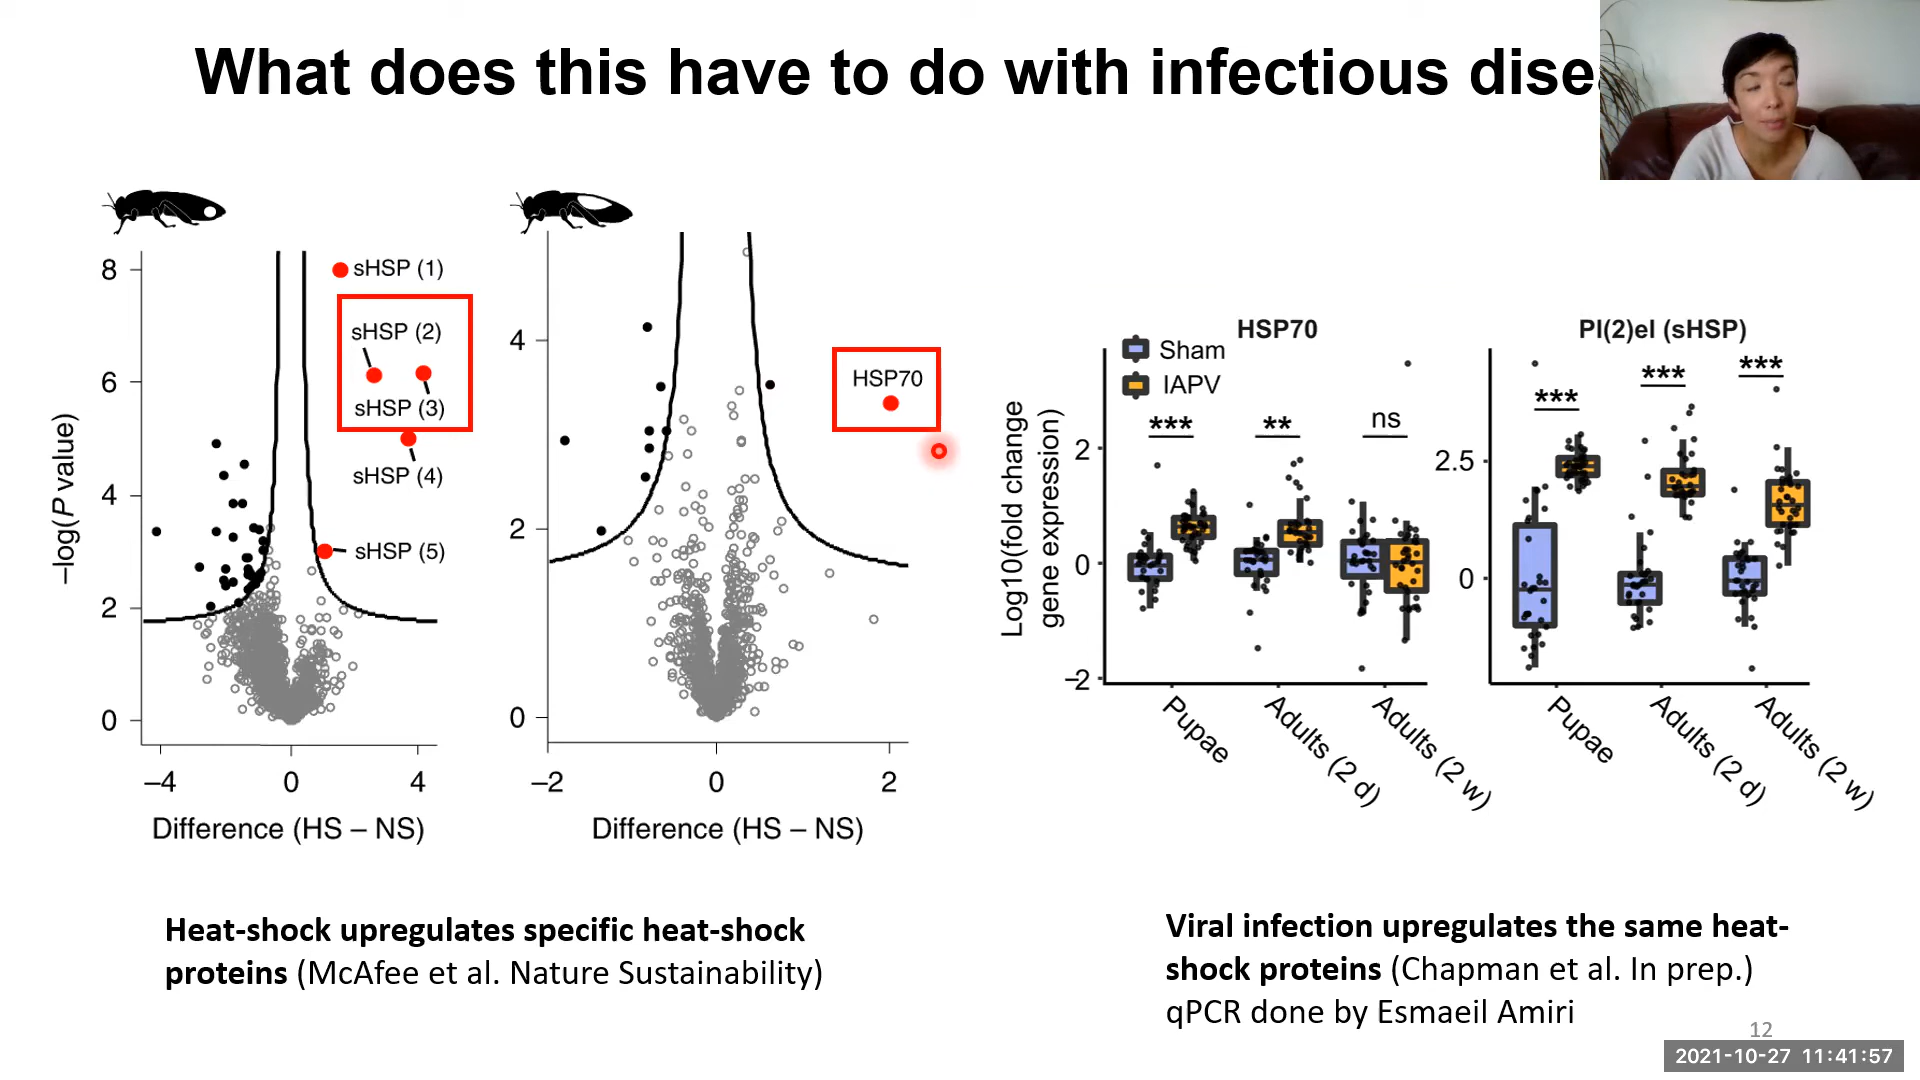 What does this have to do with infectious dise
8
6
4
2
0
–log(P value)
sHSP (1)
sHSP (2)
sHSP (3)
sHSP (4)
sHSP (5)
–4
0
4
Difference (HS – NS)
4
2
0
HSP70
–2
0
2
Difference (HS – NS)
Log10(fold change
gene expression)
HSP70
Sham
IAPV
2
0
–2
***
**
ns
Pupae
Adults (2 d)
Adults (2 w)
Pl(2)el (sHSP)
2.5
0
***
***
***
Pupae
Adults (2 d)
Adults (2 w)
Heat-shock upregulates specific heat-shock
proteins (McAfee et al. Nature Sustainability)
Viral infection upregulates the same heat-
shock proteins (Chapman et al. In prep.)
qPCR done by Esmaeil Amiri
12
2021-10-27 11:41:57